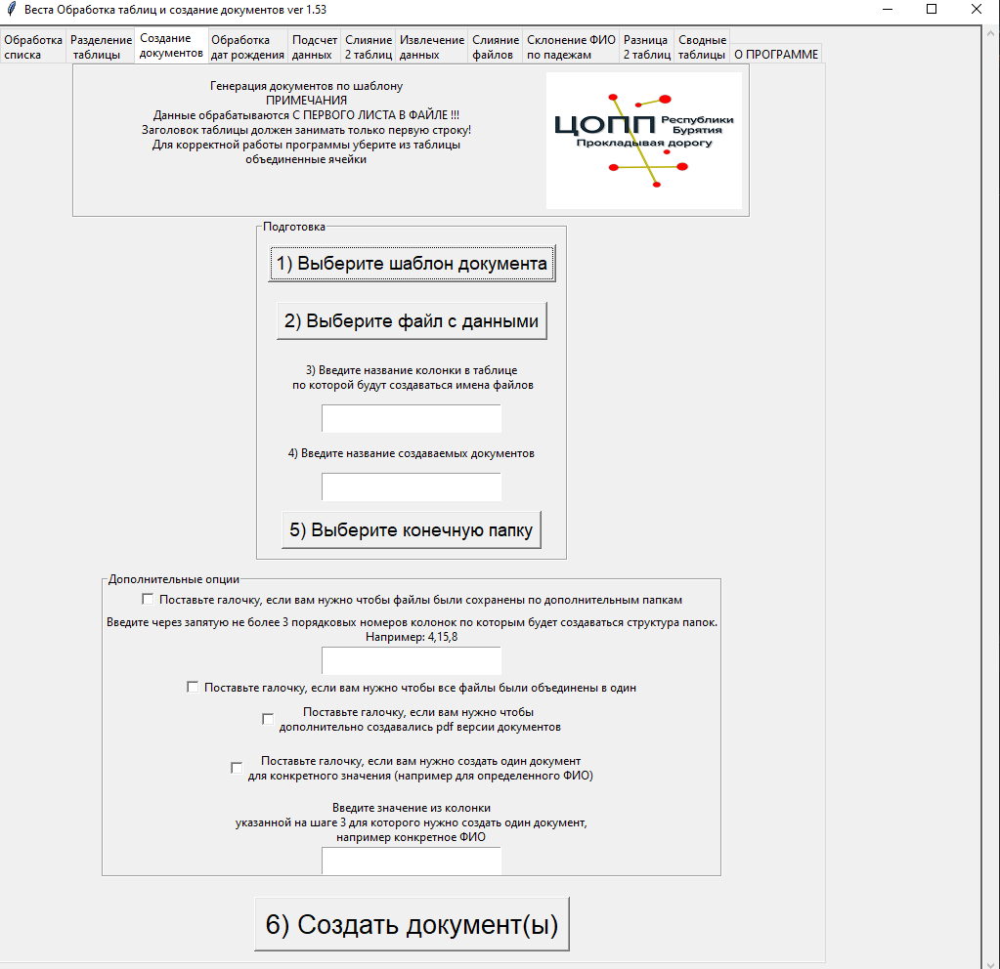 Веста Обработка таблиц и создание документов ver 1.53
Обработка списка
Разделение таблицы
Создание документов
Обработка дат рождения
Подсчет данных
Слияние 2 таблиц
Извлечение данных
Слияние файлов
Склонение ФИО по падежам
Разница 2 таблиц
Сводные таблицы
О ПРОГРАММЕ
Генерация документов по шаблону
ПРИМЕЧАНИЯ
Данные обрабатываются С ПЕРВОГО ЛИСТА В ФАЙЛЕ !!!
Заголовок таблицы должен занимать только первую строку!
Для корректной работы программы уберите из таблицы
объединенные ячейки
ЦОПП Республики
Бурятия
Прокладывая дорогу
Подготовка
1) Выберите шаблон документа
2) Выберите файл с данными
3) Введите название колонки в таблице
по которой будут создаваться имена файлов
4) Введите название создаваемых документов
5) Выберите конечную папку
Дополнительные опции
Поставьте галочку, если вам нужно чтобы файлы были сохранены по дополнительным папкам
Введите через запятую не более 3 порядковых номеров колонок по которым будет создаваться структура папок.
Например: 4,15,8
Поставьте галочку, если вам нужно чтобы все файлы были объединены в один
Поставьте галочку, если вам нужно чтобы
дополнительно создавались pdf версии документов
Поставьте галочку, если вам нужно создать один документ
для конкретного значения (например для определенного ФИО)
Введите значение из колонки
указанной на шаге 3 для которого нужно создать один документ,
например конкретное ФИО
6) Создать документ(ы)